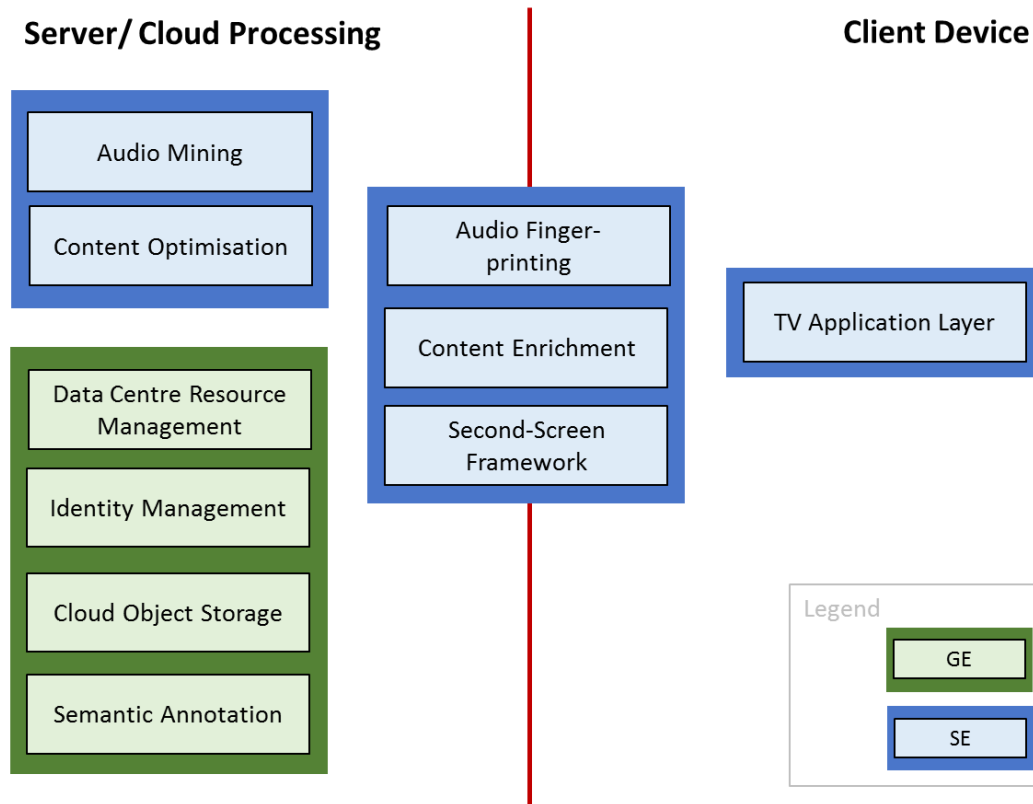 Server/ Cloud Processing
Client Device
Audio Mining
Content Optimisation
Data Centre Resource
Management
Identity Management
Cloud Object Storage
Semantic Annotation
Audio Finger-
printing
Content Enrichment
Second-Screen
Framework
TV Application Layer
Legend
GE
SE